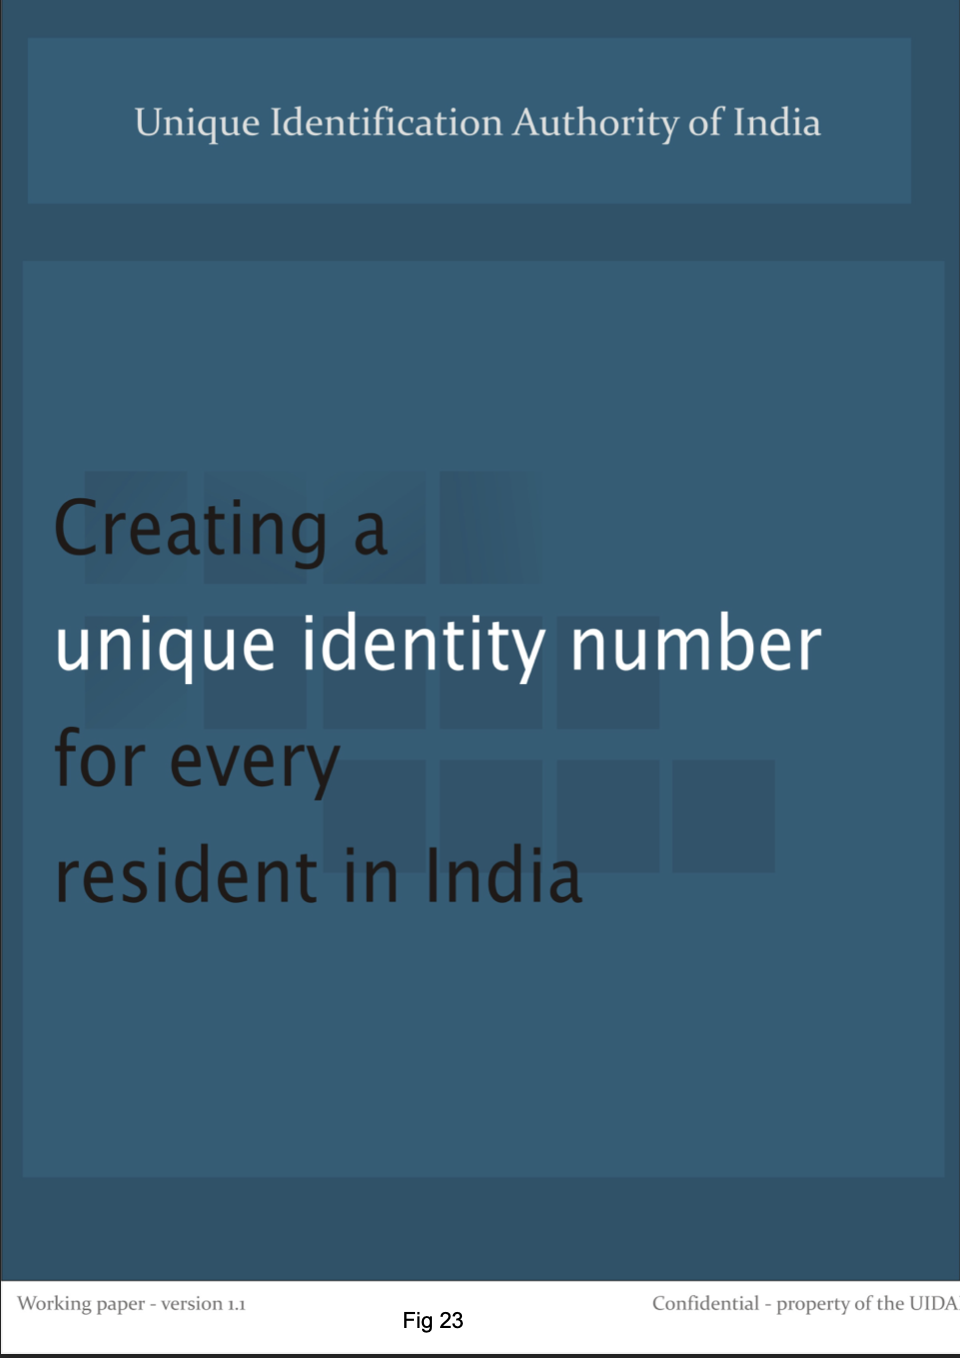 Unique Identification Authority of India
Creating a
unique identity number
for every
resident in India
Working paper - version 1.1
Confidential - property of the UIDA
Fig 23